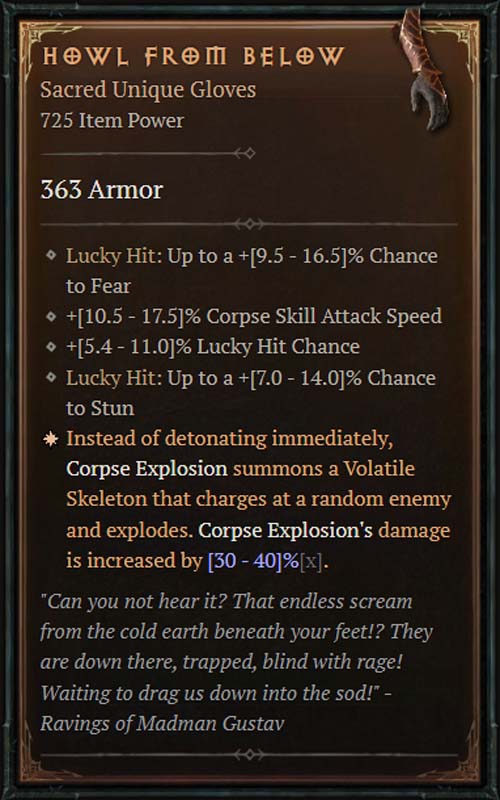 HOWL FROM BELOW
Sacred Unique Gloves
725 Item Power
363 Armor
Lucky Hit: Up to a +[9.5 - 16.5]% Chance
to Fear
+[10.5 - 17.5]% Corpse Skill Attack Speed
+[5.4 - 11.0]% Lucky Hit Chance
Lucky Hit: Up to a +[7.0 - 14.0]% Chance
to Stun
Instead of detonating immediately,
Corpse Explosion summons a Volatile
Skeleton that charges at a random enemy
and explodes. Corpse Explosion's damage
is increased by [30 - 40]%[x].
"Can you not hear it? That endless scream
from the cold earth beneath your feet!? They
are down there, trapped, blind with rage!
Waiting to drag us down into the sod!" -
Ravings of Madman Gustav